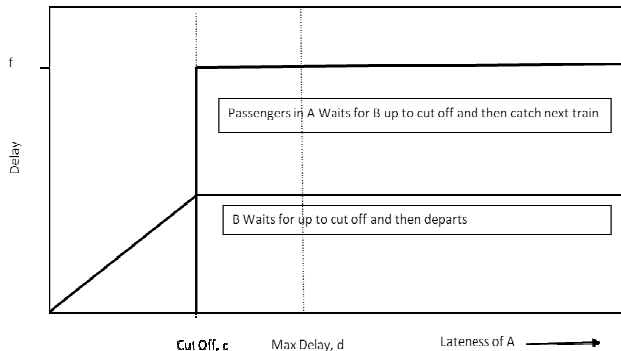 f
Delay
Passengers in A Waits for B up to cut off and then catch next train
B Waits for up to cut off and then departs
Cut Off, c
Max Delay, d
Lateness of A